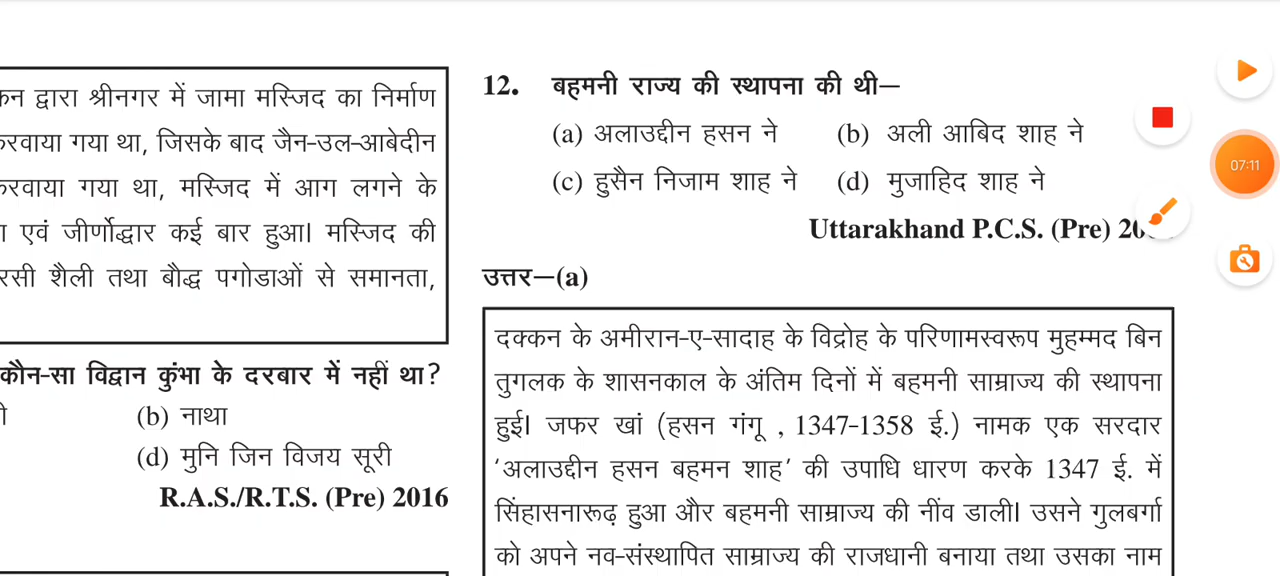 द्वारा श्रीनगर में जामा मस्जिद का निर्माण
करवाया गया था, जिसके बाद जैन-उल-आबेदीन
करवाया गया था, मस्जिद में आग लगने के
एवं जीर्णोद्धार कई बार हुआ। मस्जिद की
शैली तथा बौद्ध पगोडाओं से समानता,
कौन-सा विद्वान कुंभा के दरबार में नहीं था?
(b) नाथा
(d) मुनि जिन विजय सूरी
R.A.S./R.T.S. (Pre) 2016
12. बहमनी राज्य की स्थापना की थी—
(a) अलाउद्दीन हसन ने (b) अली आबिद शाह ने
(c) हुसैन निजाम शाह ने (d) मुजाहिद शाह ने
Uttarakhand P.C.S. (Pre)
उत्तर—(a)
दक्कन के अमीरान-ए-सादाह के विद्रोह के परिणामस्वरूप मुहम्मद बिन
तुगलक के शासनकाल के अंतिम दिनों में बहमनी साम्राज्य की स्थापना
हुई। जफर खां (हसन गंगू , 1347-1358 ई.) नामक एक सरदार
'अलाउद्दीन हसन बहमन शाह' की उपाधि धारण करके 1347 ई. में
सिंहासनारूढ़ हुआ और बहमनी साम्राज्य की नींव डाली। उसने गुलबर्गा
को अपने नव-संस्थापित साम्राज्य की राजधानी बनाया तथा उसका नाम
07:11